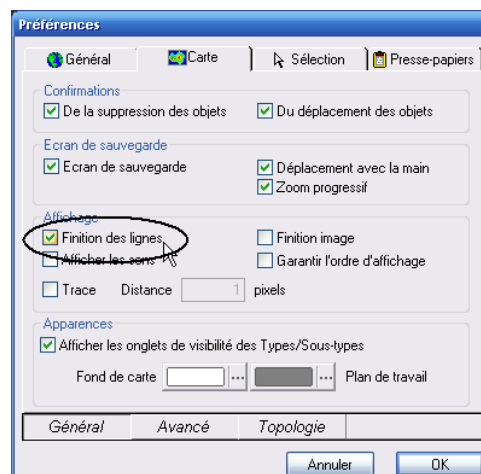 Préférences
Général Carte Sélection Presse-papiers
Confirmations
De la suppression des objets Du déplacement des objets
Ecran de sauvegarde
Ecran de sauvegarde Déplacement avec la main
Zoom progressif
Affichage
Finition des lignes Finition image
Afficher les sens Garantir l'ordre d'affichage
Trace Distance 1 pixels
Apparences
Afficher les onglets de visibilité des Types/Sous-types
Fond de carte ... ... Plan de travail
Général Avancé Topologie
Annuler OK